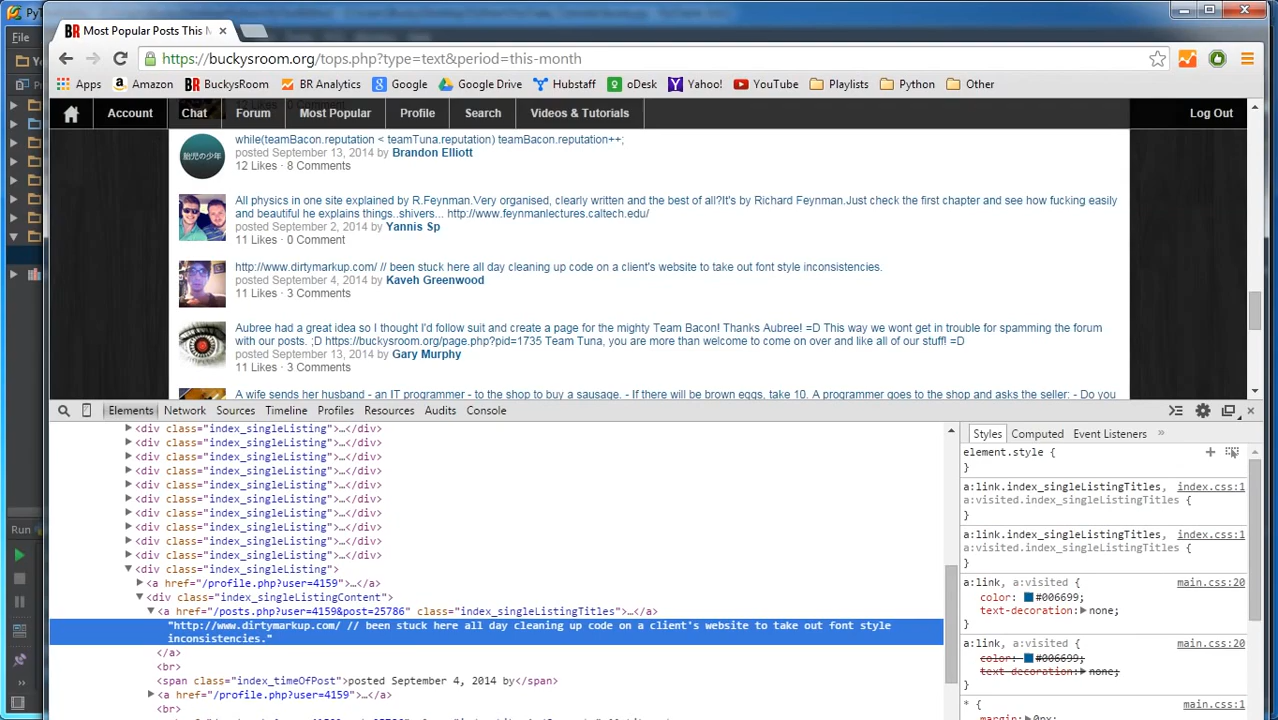 PyT
Most Popular Posts This M
File
https://buckysroom.org/tops.php?type=text&period=this-month
Apps Amazon BR BuckysRoom BR Analytics Google Google Drive Hubstaff oDesk Yahoo! YouTube Playlists Python Other
Account Chat Forum Most Popular Profile Search Videos & Tutorials Log Out
while(teamBacon.reputation < teamTuna.reputation) teamBacon.reputation++;
胎児の少年
posted September 13, 2014 by Brandon Elliott
12 Likes · 8 Comments
All physics in one site explained by R.Feynman.Very organised, clearly written and the best of all?It's by Richard Feynman.Just check the first chapter and see how fucking easily
and beautiful he explains things..shivers... http://www.feynmanlectures.caltech.edu/
posted September 2, 2014 by Yannis Sp
11 Likes · 0 Comment
http://www.dirtymarkup.com/ // been stuck here all day cleaning up code on a client's website to take out font style inconsistencies.
posted September 4, 2014 by Kaveh Greenwood
11 Likes · 3 Comments
Aubree had a great idea so I thought I'd follow suit and create a page for the mighty Team Bacon! Thanks Aubree! =D This way we wont get in trouble for spamming the forum
with our posts. ;D https://buckysroom.org/page.php?pid=1735 Team Tuna, you are more than welcome to come on over and like all of our stuff! =D
posted September 13, 2014 by Gary Murphy
11 Likes · 3 Comments
A wife sends her husband - an IT programmer - to the shop to buy a sausage. - If there will be brown eggs, take 10. A programmer goes to the shop and asks the seller: - Do you
Elements Network Sources Timeline Profiles Resources Audits Console
<div class="index_singleListing">…</div>
<div class="index_singleListing">…</div>
<div class="index_singleListing">…</div>
<div class="index_singleListing">…</div>
<div class="index_singleListing">…</div>
<div class="index_singleListing">…</div>
<div class="index_singleListing">…</div>
<div class="index_singleListing">…</div>
<div class="index_singleListing">…</div>
<div class="index_singleListing">…</div>
<div class="index_singleListing">
<a href="/profile.php?user=4159">…</a>
<div class="index_singleListingContent">
<a href="/posts.php?user=4159&post=25786" class="index_singleListingTitles">…</a>
"http://www.dirtymarkup.com/ // been stuck here all day cleaning up code on a client's website to take out font style
inconsistencies."
</a>
<br>
<span class="index_timeOfPost">posted September 4, 2014 by</span>
<a href="/profile.php?user=4159">…</a>
<br>
Styles Computed Event Listeners »
element.style {
}
a:link.index_singleListingTitles, index.css:1
a:visited.index_singleListingTitles {
}
a:link.index_singleListingTitles, index.css:1
a:visited.index_singleListingTitles {
}
a:link, a:visited { main.css:20
color: #006699;
text-decoration: none;
}
a:link, a:visited { main.css:20
color: #006699;
text-decoration: none;
}
* { main.css:1
margin: 0px;
Run